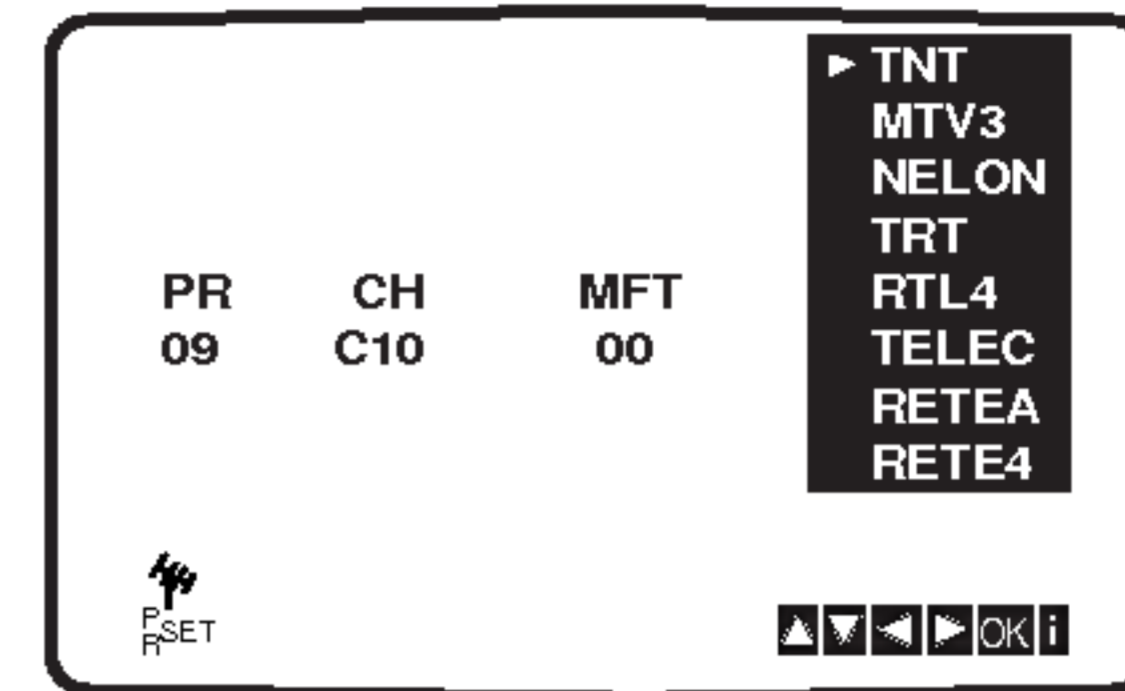 TNT
MTV3
NELON
TRT
PR CH MFT RTL4
09 C10 00 TELEC
RETEA
RETE4
PR SET
OK i